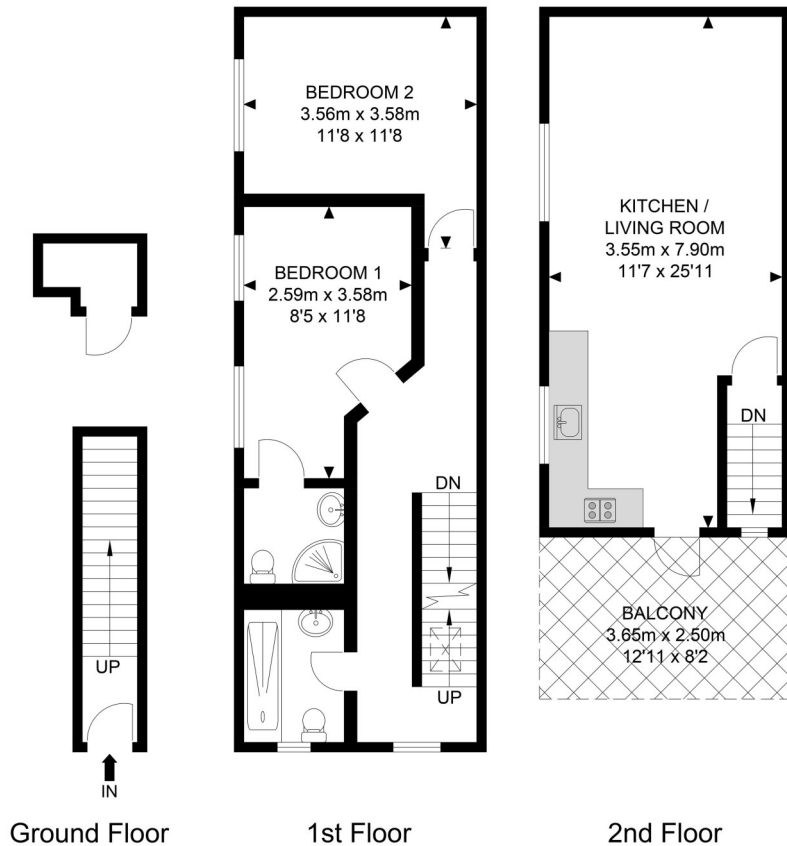 UP
IN
Ground Floor
BEDROOM 2
3.56m x 3.58m
11'8 x 11'8
BEDROOM 1
2.59m x 3.58m
8'5 x 11'8
DN
UP
1st Floor
KITCHEN /
LIVING ROOM
3.55m x 7.90m
11'7 x 25'11
DN
BALCONY
3.65m x 2.50m
12'11 x 8'2
2nd Floor